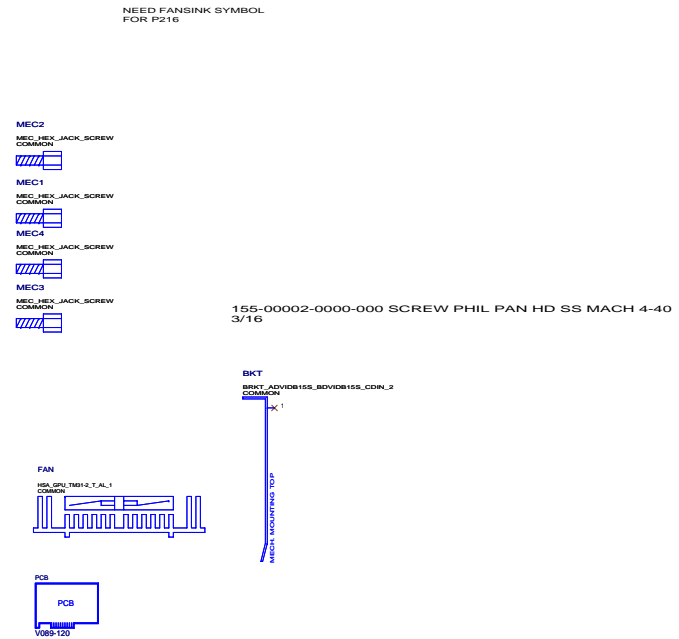 NEED FANSINK SYMBOL
FOR P216
MEC2
MEC_HEX_JACK_SCREW
COMMON
MEC1
MEC_HEX_JACK_SCREW
COMMON
MEC4
MEC_HEX_JACK_SCREW
COMMON
MEC3
MEC_HEX_JACK_SCREW
COMMON
155-00002-0000-000 SCREW PHIL PAN HD SS MACH 4-40
3/16
BKT
BRKT_ADVIDB15S_BDVIDB15S_CDIN_2
COMMON
1
MECH. MOUNTING TOP
FAN
HSA_GPU_TM31-2_T_AL_1
COMMON
PCB
PCB
V089-120